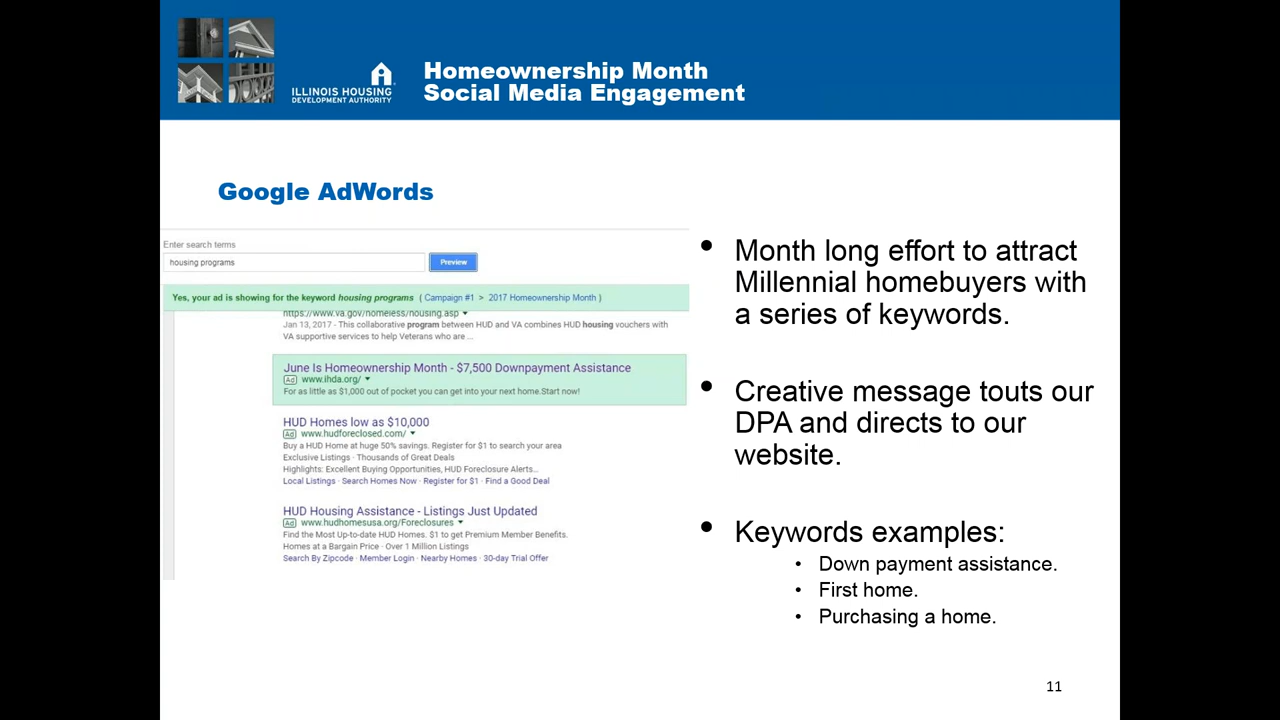 ILLINOIS HOUSING
DEVELOPMENT AUTHORITY
Homeownership Month
Social Media Engagement
Google AdWords
Enter search terms
housing programs
Preview
Yes, your ad is showing for the keyword housing programs ( Campaign #1 > 2017 Homeownership Month )
https://www.va.gov/homeless/housing.asp
Jan 13, 2017 - This collaborative program between HUD and VA combines HUD housing vouchers with
VA supportive services to help Veterans who are ...
June Is Homeownership Month - $7,500 Downpayment Assistance
Ad www.ihda.org/
For as little as $1,000 out of pocket you can get into your next home.Start now!
HUD Homes low as $10,000
Ad www.hudforeclosed.com/
Buy a HUD Home at huge 50% savings. Register for $1 to search your area
Exclusive Listings · Thousands of Great Deals
Highlights: Excellent Buying Opportunities, HUD Foreclosure Alerts...
Local Listings · Search Homes Now · Register for $1 · Find a Good Deal
HUD Housing Assistance - Listings Just Updated
Ad www.hudhomesusa.org/Foreclosures
Find the Most Up-to-date HUD Homes. $1 to get Premium Member Benefits.
Homes at a Bargain Price · Over 1 Million Listings
Search By Zipcode · Member Login · Nearby Homes · 30-day Trial Offer
• Month long effort to attract
Millennial homebuyers with
a series of keywords.
• Creative message touts our
DPA and directs to our
website.
• Keywords examples:
• Down payment assistance.
• First home.
• Purchasing a home.
11